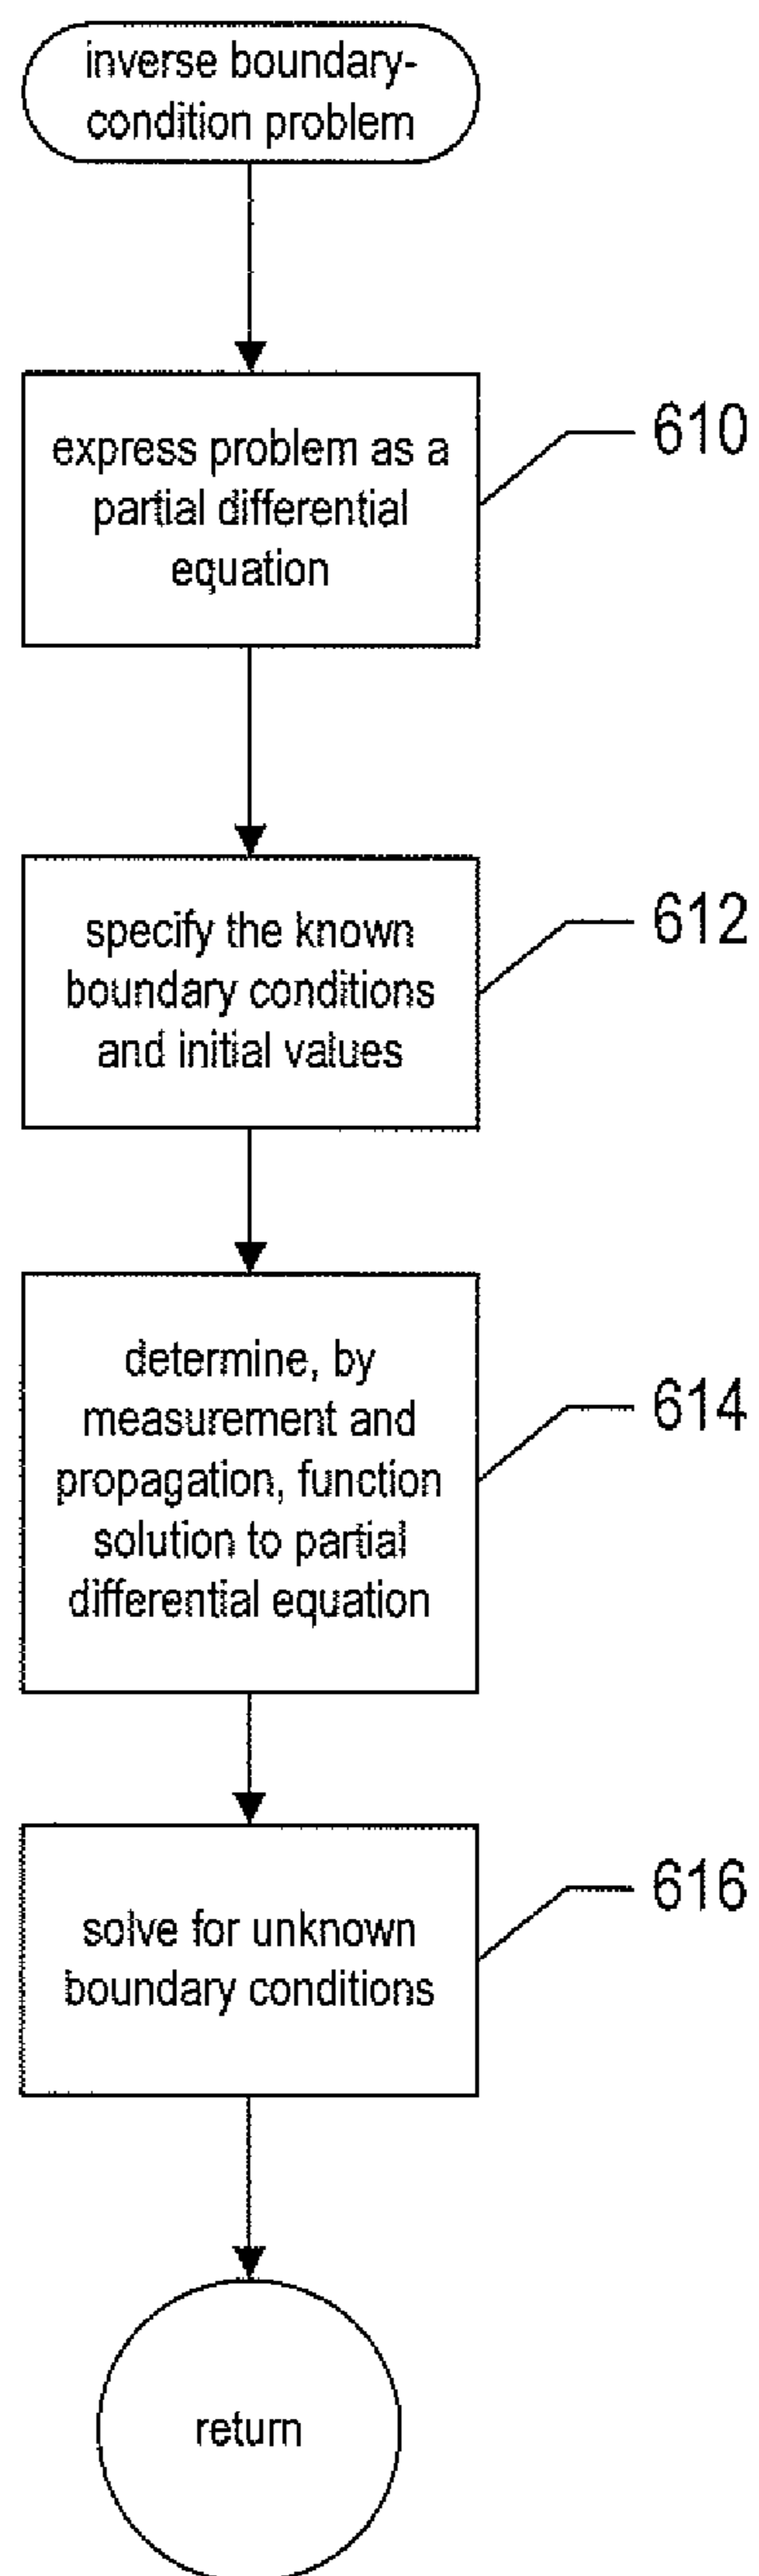 inverse boundary-
condition problem
express problem as a
partial differential
equation
610
specify the known
boundary conditions
and initial values
612
determine, by
measurement and
propagation, function
solution to partial
differential equation
614
solve for unknown
boundary conditions
616
return